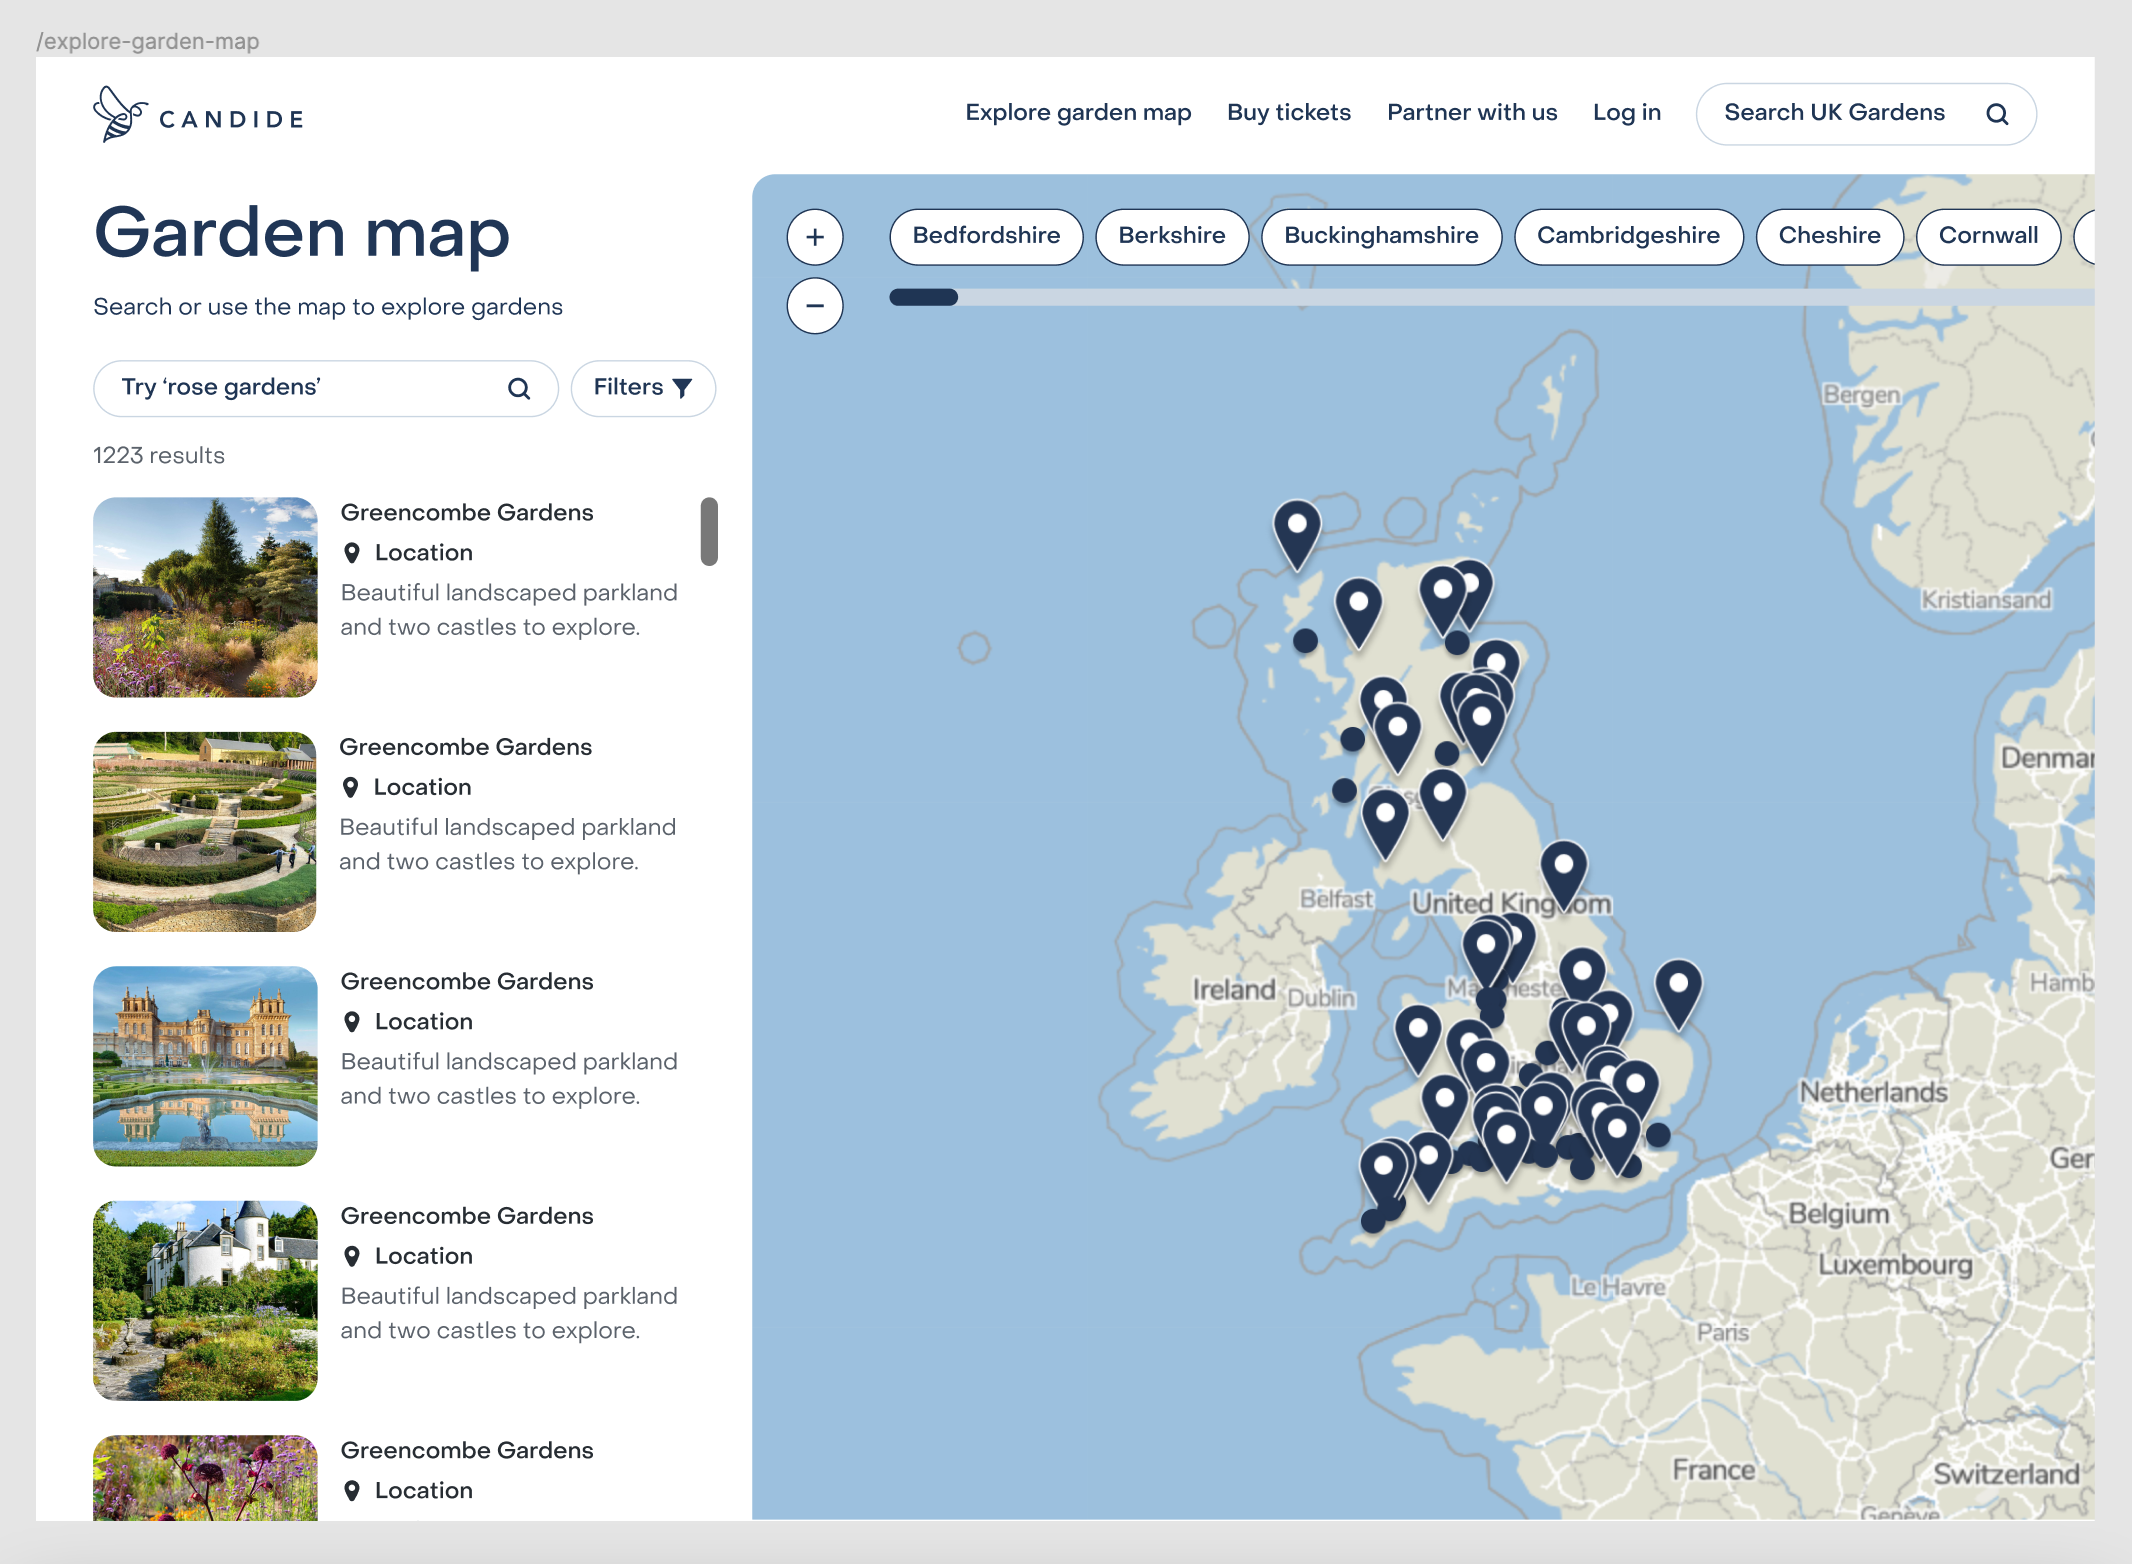 /explore-garden-map
CANDIDE
Explore garden map
Buy tickets
Partner with us
Log in
Search UK Gardens
Garden map
Search or use the map to explore gardens
Try ‘rose gardens’
Filters
1223 results
Greencombe Gardens
Location
Beautiful landscaped parkland
and two castles to explore.
Greencombe Gardens
Location
Beautiful landscaped parkland
and two castles to explore.
Greencombe Gardens
Location
Beautiful landscaped parkland
and two castles to explore.
Greencombe Gardens
Location
Beautiful landscaped parkland
and two castles to explore.
Greencombe Gardens
Location
+
−
Bedfordshire
Berkshire
Buckinghamshire
Cambridgeshire
Cheshire
Cornwall
Bergen
Kristiansand
Denmar
Belfast
United Kingdom
Ireland
Dublin
Hamb
Netherlands
Ger
Belgium
Luxembourg
Le Havre
Paris
France
Switzerland
Genève